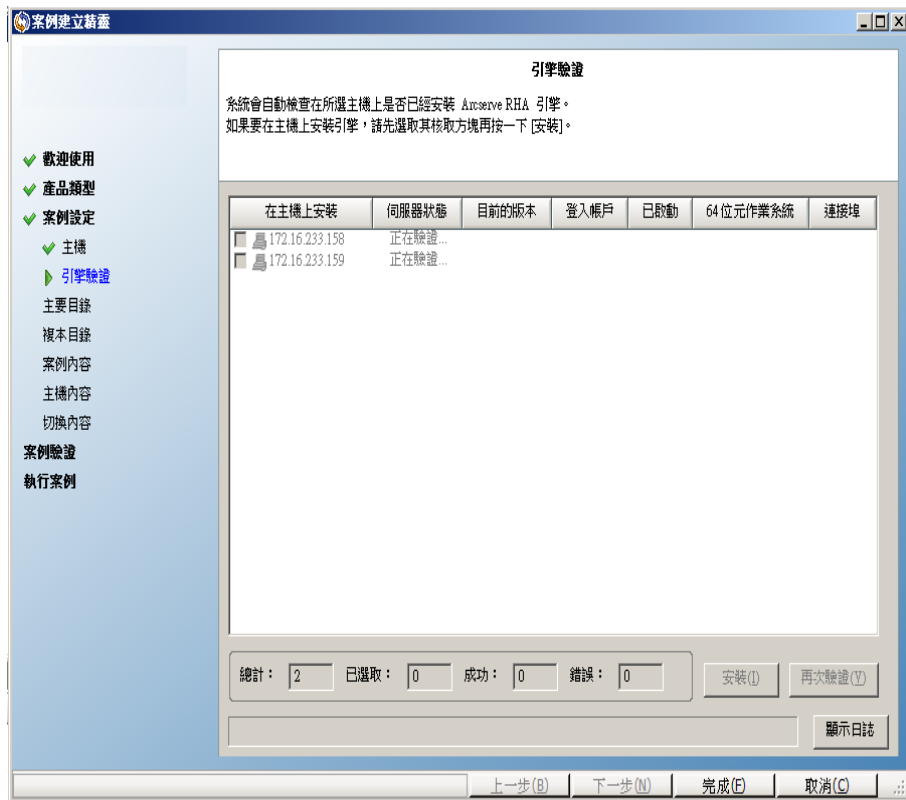 案例建立精靈
引擎驗證
系統會自動檢查在所選主機上是否已經安裝 Arcserve RHA 引擎。
如果要在主機上安裝引擎，請先選取其核取方塊再按一下 [安裝]。
歡迎使用
產品類型
案例設定
主機
引擎驗證
主要目錄
複本目錄
案例內容
主機內容
切換內容
案例驗證
執行案例
在主機上安裝 伺服器狀態 目前的版本 登入帳戶 已啟動 64 位元作業系統 連接埠
172.16.233.158 正在驗證...
172.16.233.159 正在驗證...
總計： 2 已選取： 0 成功： 0 錯誤： 0 安裝(I) 再次驗證(V)
顯示日誌
上一步(B) 下一步(N) 完成(F) 取消(C)